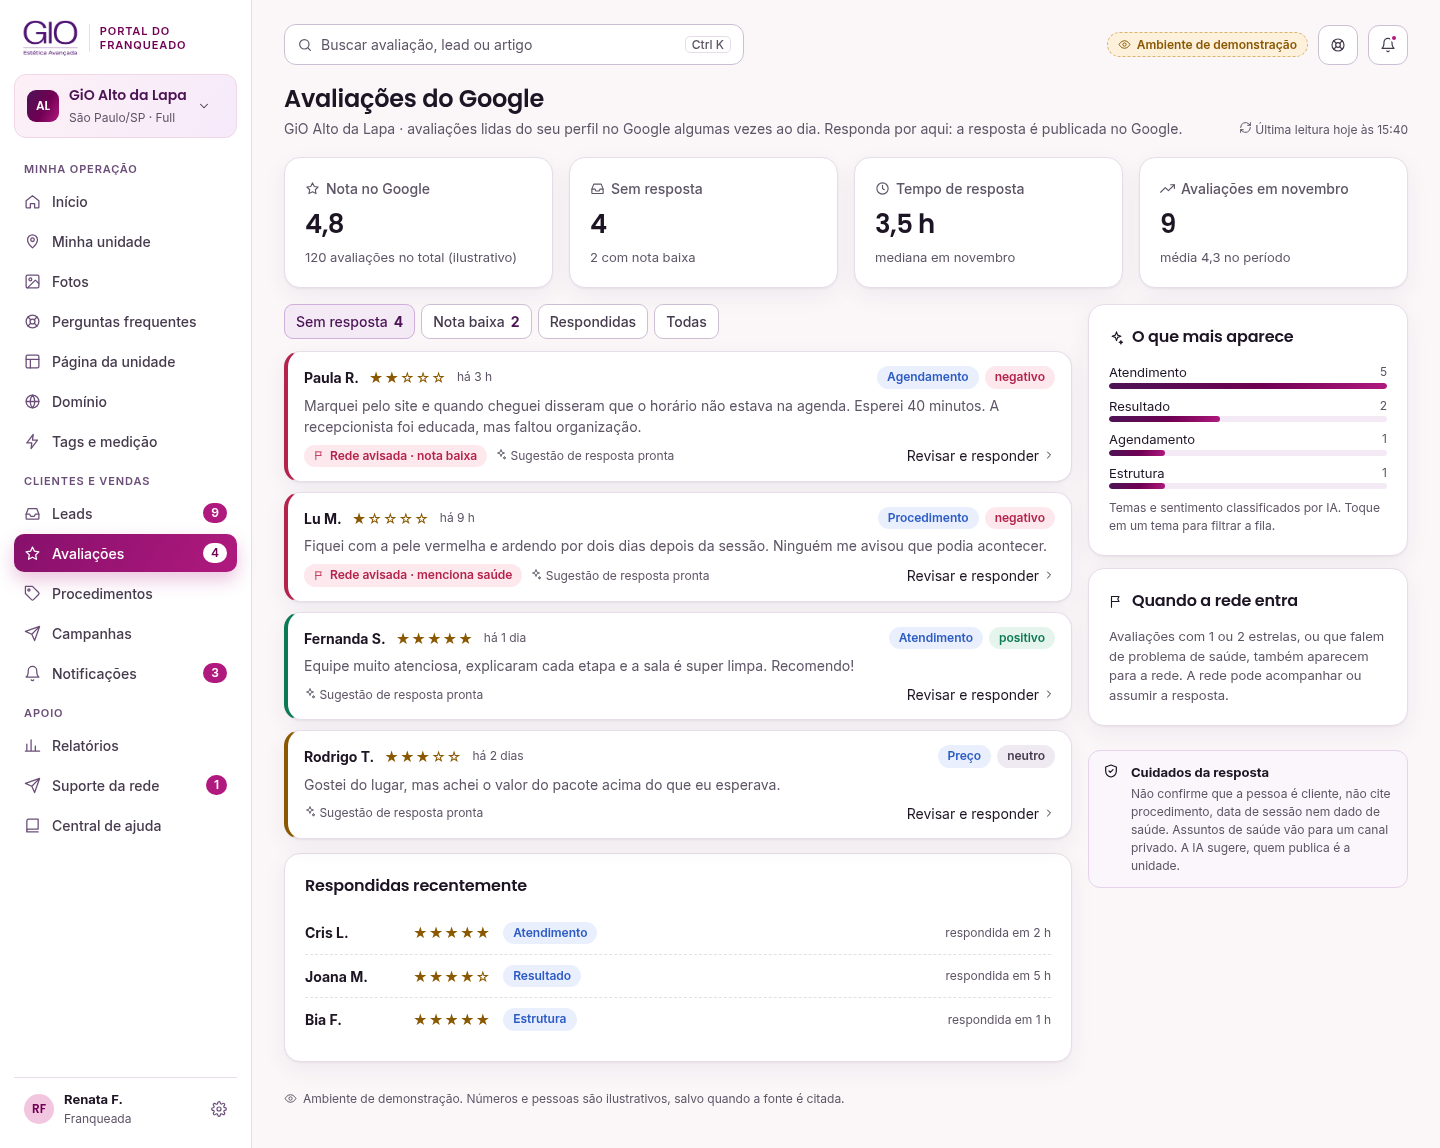 GIO
Estética Avançada
PORTAL DO
FRANQUEADO
AL
GiO Alto da Lapa
São Paulo/SP · Full
MINHA OPERAÇÃO
Início
Minha unidade
Fotos
Perguntas frequentes
Página da unidade
Domínio
Tags e medição
CLIENTES E VENDAS
Leads 9
Avaliações 4
Procedimentos
Campanhas
Notificações 3
APOIO
Relatórios
Suporte da rede 1
Central de ajuda
RF
Renata F.
Franqueada
Buscar avaliação, lead ou artigo Ctrl K
Ambiente de demonstração
Avaliações do Google
GiO Alto da Lapa · avaliações lidas do seu perfil no Google algumas vezes ao dia. Responda por aqui: a resposta é publicada no Google.
Última leitura hoje às 15:40
Nota no Google
4,8
120 avaliações no total (ilustrativo)
Sem resposta
4
2 com nota baixa
Tempo de resposta
3,5 h
mediana em novembro
Avaliações em novembro
9
média 4,3 no período
Sem resposta 4
Nota baixa 2
Respondidas
Todas
Paula R. ★★☆☆☆ há 3 h Agendamento negativo
Marquei pelo site e quando cheguei disseram que o horário não estava na agenda. Esperei 40 minutos. A
recepcionista foi educada, mas faltou organização.
Rede avisada · nota baixa Sugestão de resposta pronta Revisar e responder
Lu M. ★☆☆☆☆ há 9 h Procedimento negativo
Fiquei com a pele vermelha e ardendo por dois dias depois da sessão. Ninguém me avisou que podia acontecer.
Rede avisada · menciona saúde Sugestão de resposta pronta Revisar e responder
Fernanda S. ★★★★★ há 1 dia Atendimento positivo
Equipe muito atenciosa, explicaram cada etapa e a sala é super limpa. Recomendo!
Sugestão de resposta pronta Revisar e responder
Rodrigo T. ★★★☆☆ há 2 dias Preço neutro
Gostei do lugar, mas achei o valor do pacote acima do que eu esperava.
Sugestão de resposta pronta Revisar e responder
Respondidas recentemente
Cris L. ★★★★★ Atendimento respondida em 2 h
Joana M. ★★★★☆ Resultado respondida em 5 h
Bia F. ★★★★★ Estrutura respondida em 1 h
O que mais aparece
Atendimento 5
Resultado 2
Agendamento 1
Estrutura 1
Temas e sentimento classificados por IA. Toque
em um tema para filtrar a fila.
Quando a rede entra
Avaliações com 1 ou 2 estrelas, ou que falem
de problema de saúde, também aparecem
para a rede. A rede pode acompanhar ou
assumir a resposta.
Cuidados da resposta
Não confirme que a pessoa é cliente, não cite
procedimento, data de sessão nem dado de
saúde. Assuntos de saúde vão para um canal
privado. A IA sugere, quem publica é a
unidade.
Ambiente de demonstração. Números e pessoas são ilustrativos, salvo quando a fonte é citada.